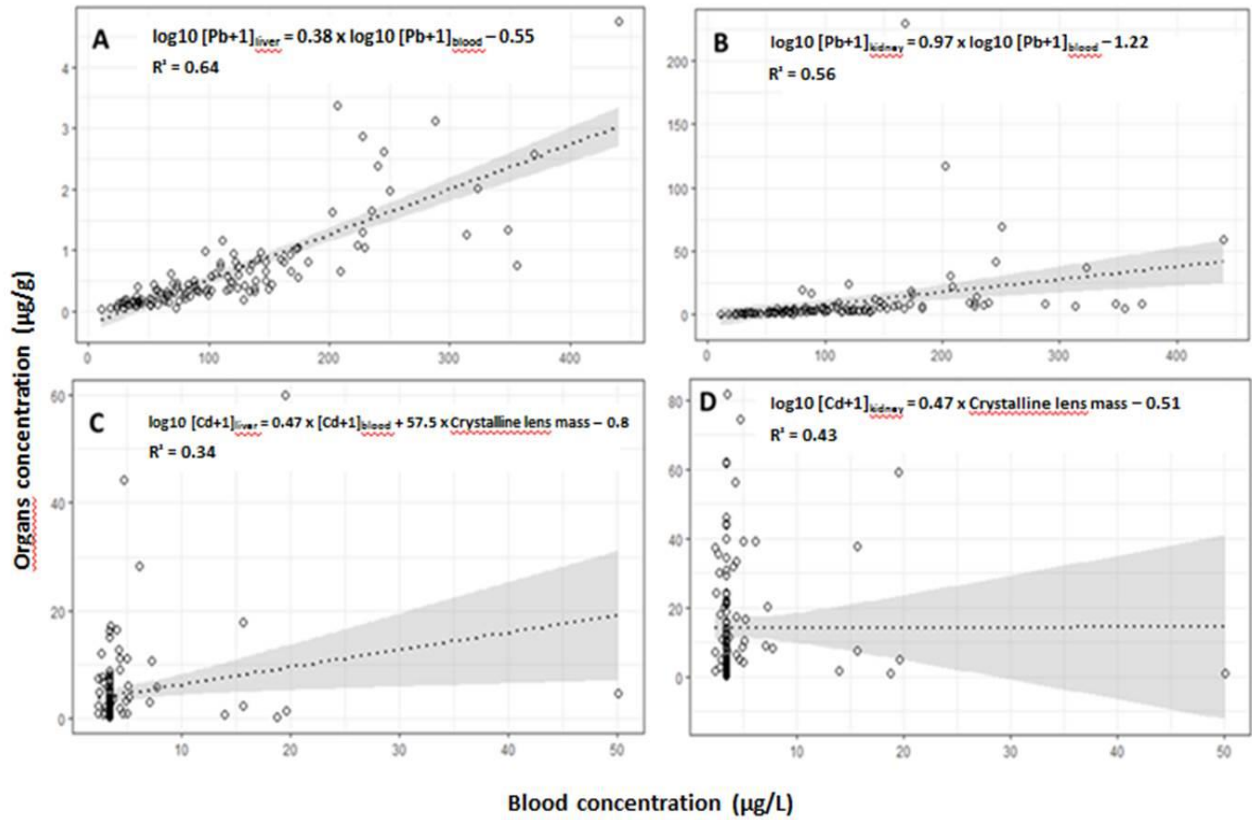 A
log10 [Pb+1]liver = 0.38 x log10 [Pb+1]blood – 0.55
R² = 0.64
4
3
2
1
0
0 100 200 300 400
B
log10 [Pb+1]kidney = 0.97 x log10 [Pb+1]blood – 1.22
R² = 0.56
200
150
100
50
0
0 100 200 300 400
C
log10 [Cd+1]liver = 0.47 x [Cd+1]blood + 57.5 x Crystalline lens mass – 0.8
R² = 0.34
60
40
20
0
10 20 30 40 50
D
log10 [Cd+1]kidney = 0.47 x Crystalline lens mass – 0.51
R² = 0.43
80
60
40
20
0
10 20 30 40 50
Organs concentration (µg/g)
Blood concentration (µg/L)